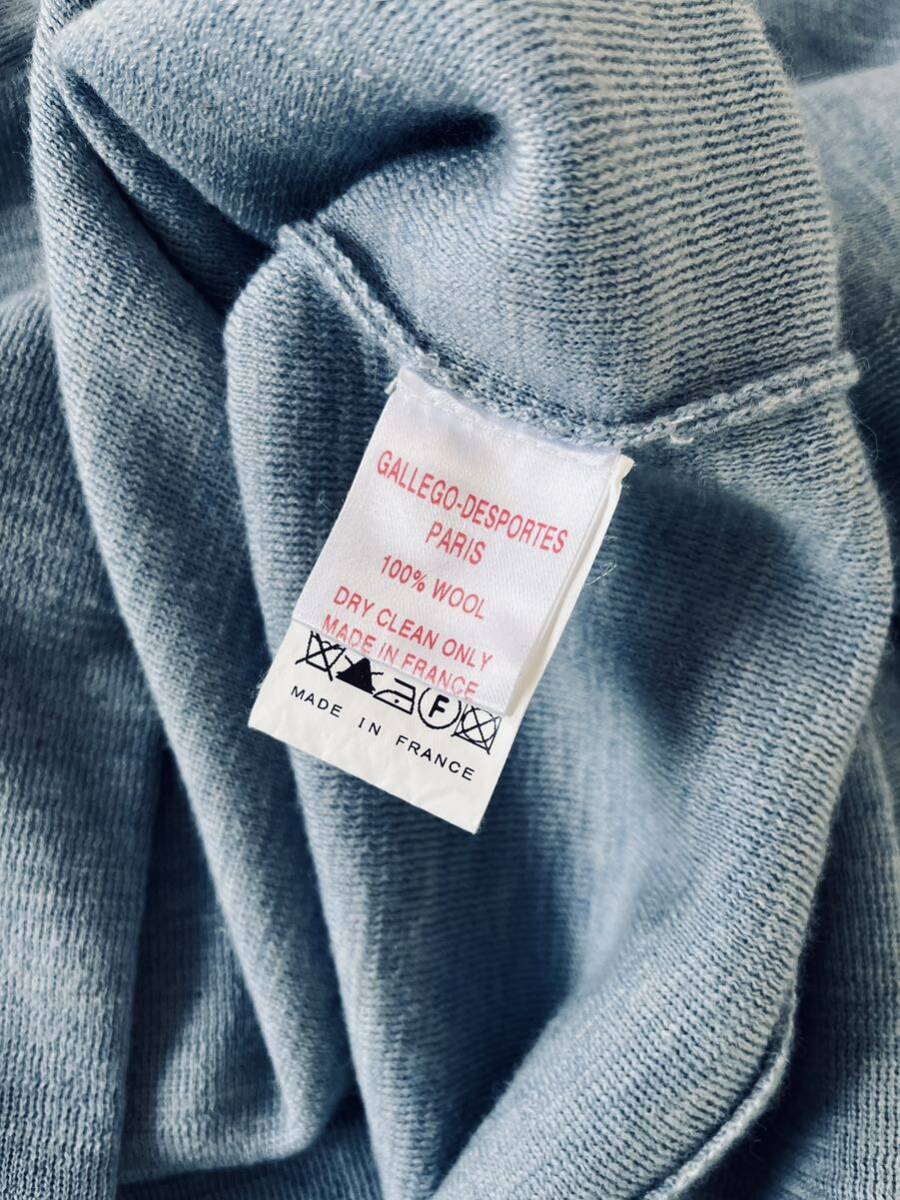 GALLEGO-DESPORTES
PARIS
100% WOOL
DRY CLEAN ONLY
MADE IN FRANCE
F
MADE IN FRANCE